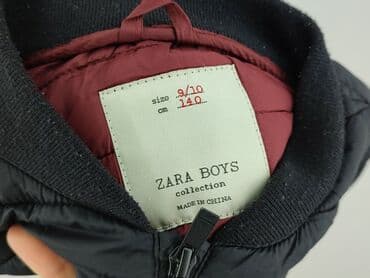 size 9/10
cm 140
ZARA BOYS
collection
MADE IN CHINA